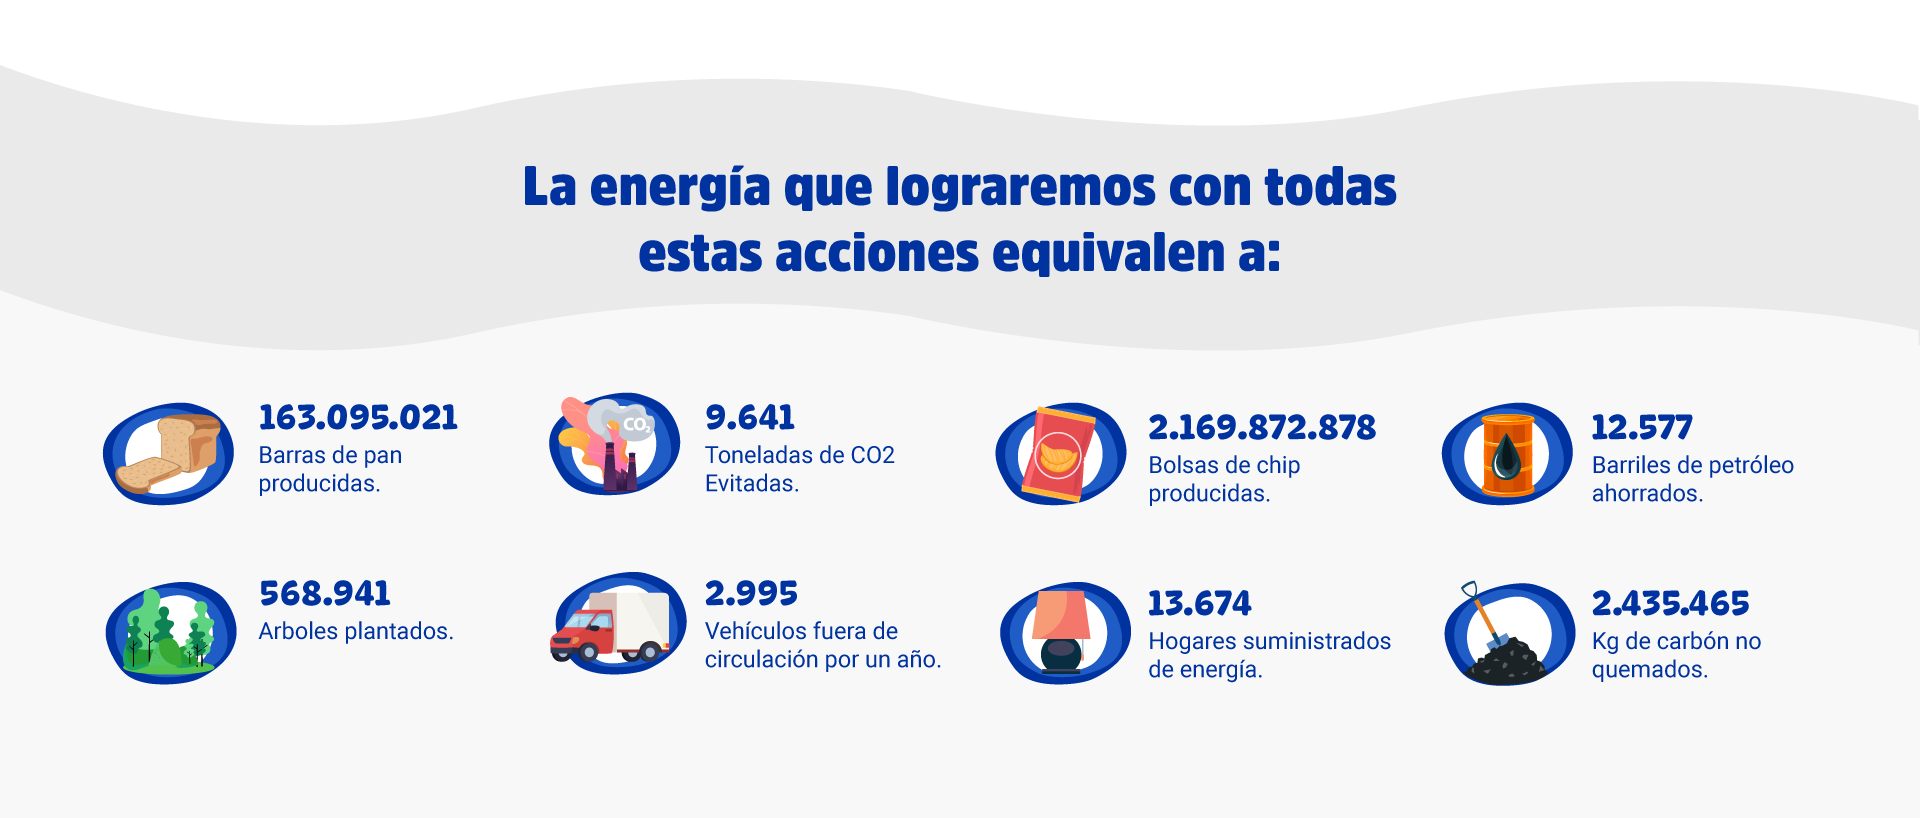 La energía que lograremos con todas
estas acciones equivalen a:
163.095.021
Barras de pan
producidas.
CO₂
9.641
Toneladas de CO2
Evitadas.
2.169.872.878
Bolsas de chip
producidas.
12.577
Barriles de petróleo
ahorrados.
568.941
Arboles plantados.
2.995
Vehículos fuera de
circulación por un año.
13.674
Hogares suministrados
de energía.
2.435.465
Kg de carbón no
quemados.